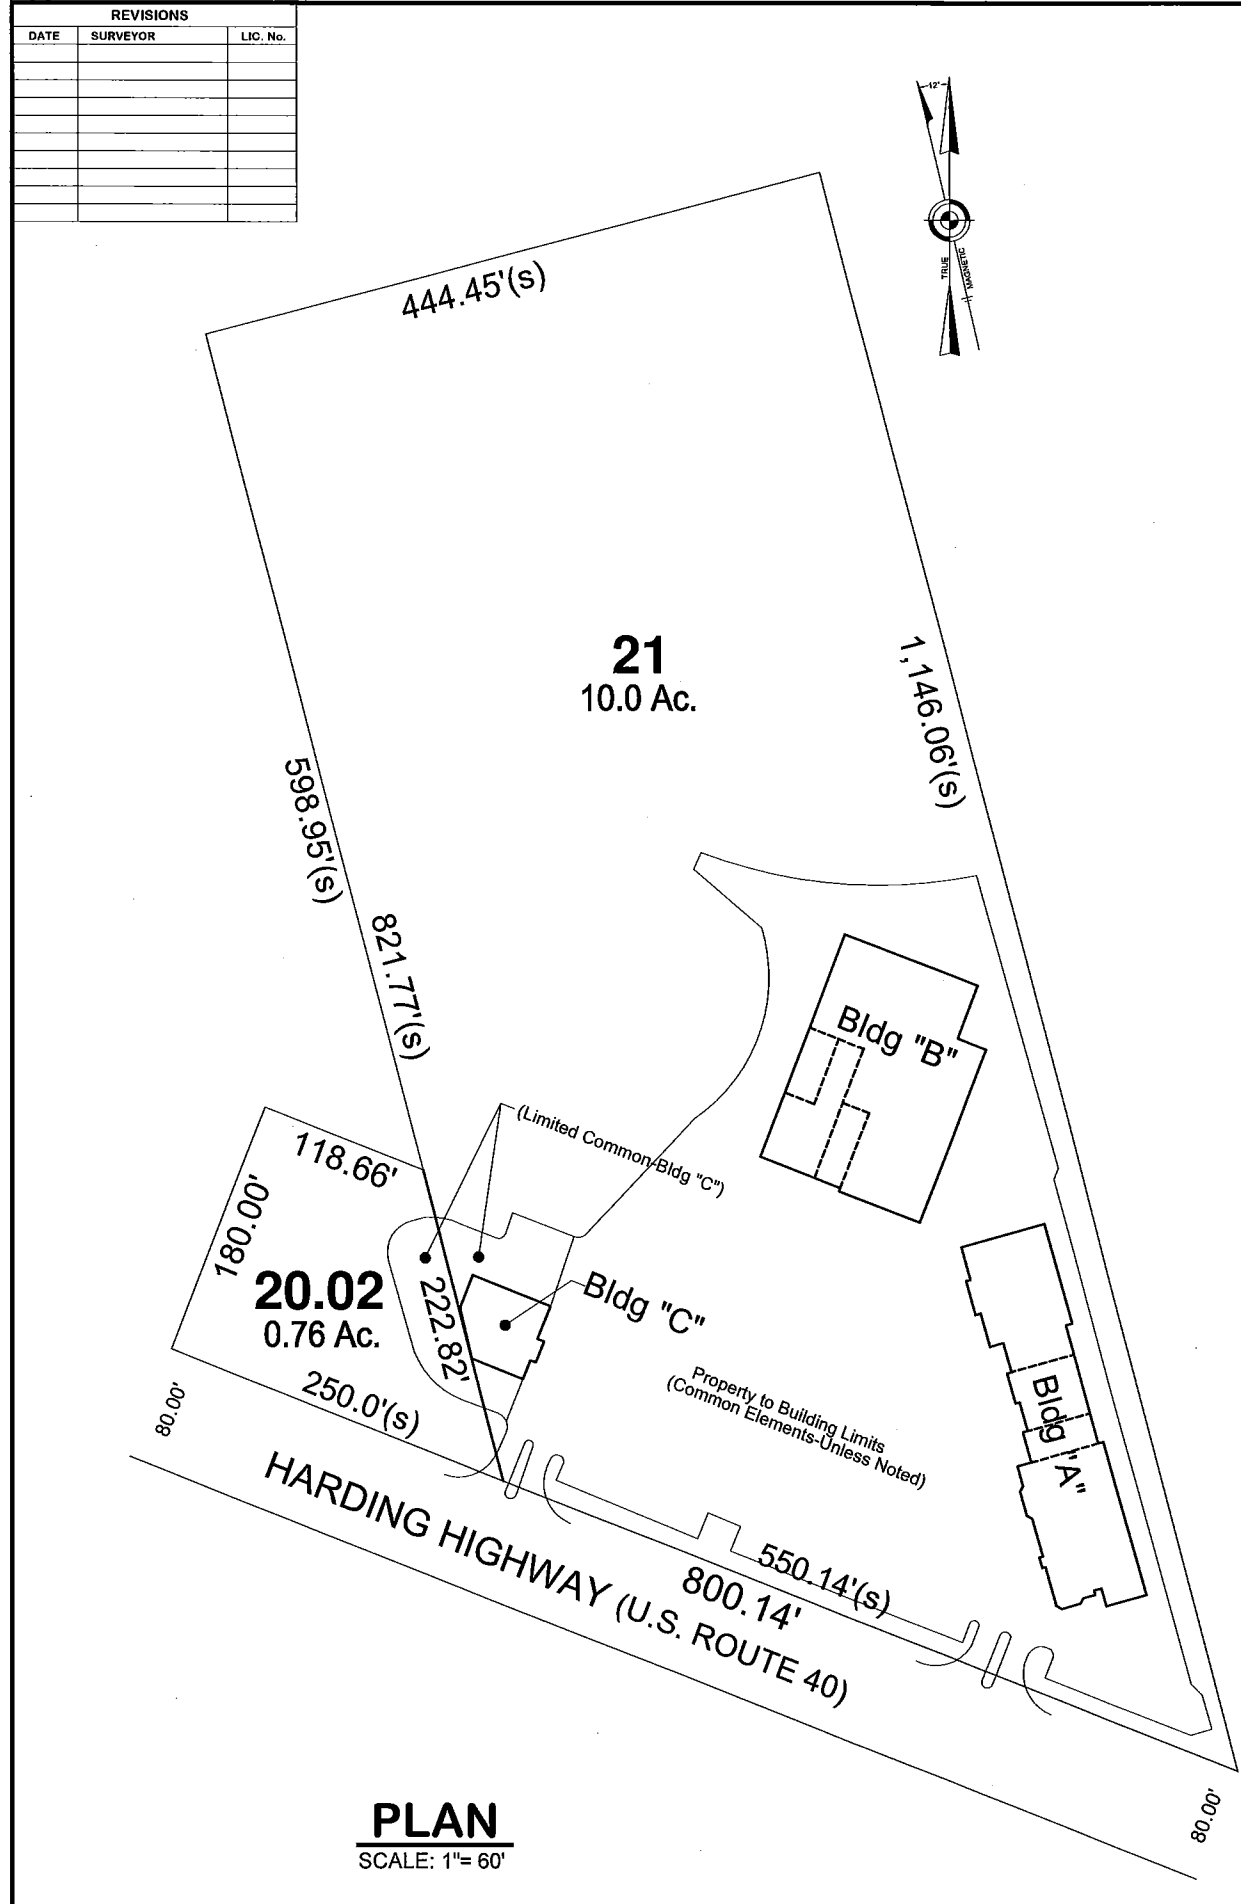 REVISIONS
DATE SURVEYOR LIC. No.
12'
TRUE
MAGNETIC
444.45'(s)
21
10.0 Ac.
1,146.06'(s)
598.95'(s)
821.77'(s)
Bldg "B"
(Limited Common-Bldg "C")
118.66'
180.00'
20.02
0.76 Ac.
222.82'
Bldg "C"
250.0'(s)
Property to Building Limits
(Common Elements-Unless Noted)
Bldg "A"
80.00'
HARDING HIGHWAY (U.S. ROUTE 40)
550.14'(s)
800.14'
80.00'
PLAN
SCALE: 1"= 60'